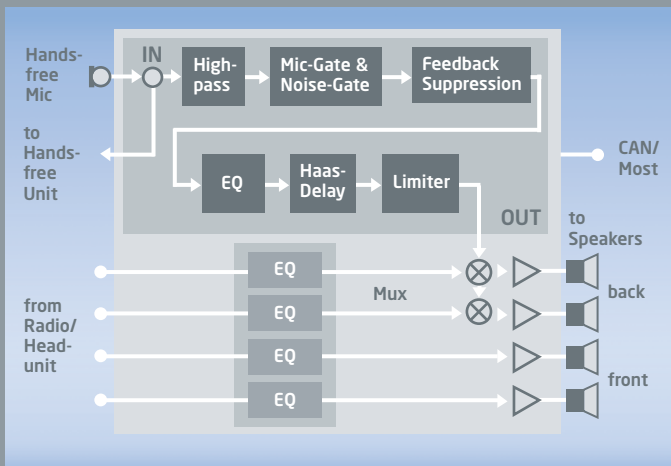 Hands-
free
Mic
IN
High-
pass
Mic-Gate &
Noise-Gate
Feedback
Suppression
to
Hands-
free
Unit
CAN/
Most
EQ
Haas-
Delay
Limiter
OUT
to
Speakers
EQ
back
Mux
EQ
from
Radio/
Head-
unit
EQ
front
EQ